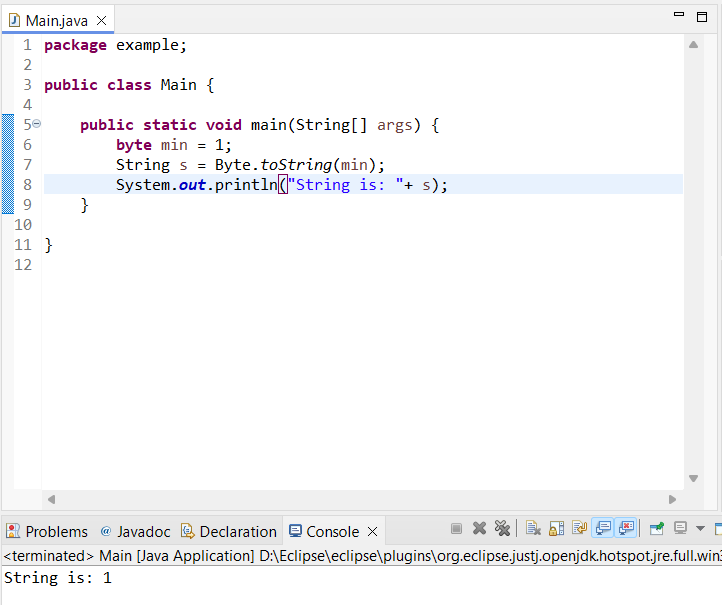 Main.java
1 package example;
2
3 public class Main {
4
5 public static void main(String[] args) {
6 byte min = 1;
7 String s = Byte.toString(min);
8 System.out.println("String is: "+ s);
9 }
10
11 }
12
Problems @ Javadoc Declaration Console
<terminated> Main [Java Application] D:\Eclipse\eclipse\plugins\org.eclipse.justj.openjdk.hotspot.jre.full.win3
String is: 1